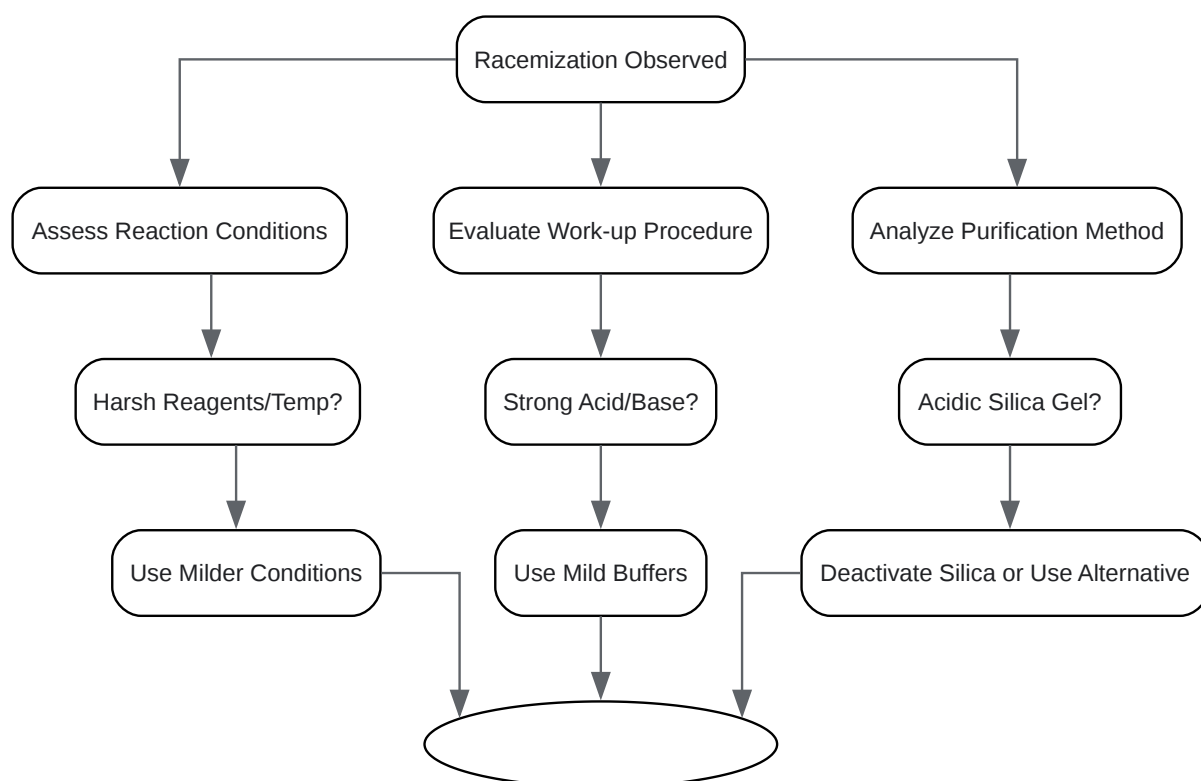 Racemization Observed
Assess Reaction Conditions
Evaluate Work-up Procedure
Analyze Purification Method
Harsh Reagents/Temp?
Strong Acid/Base?
Acidic Silica Gel?
Use Milder Conditions
Use Mild Buffers
Deactivate Silica or Use Alternative